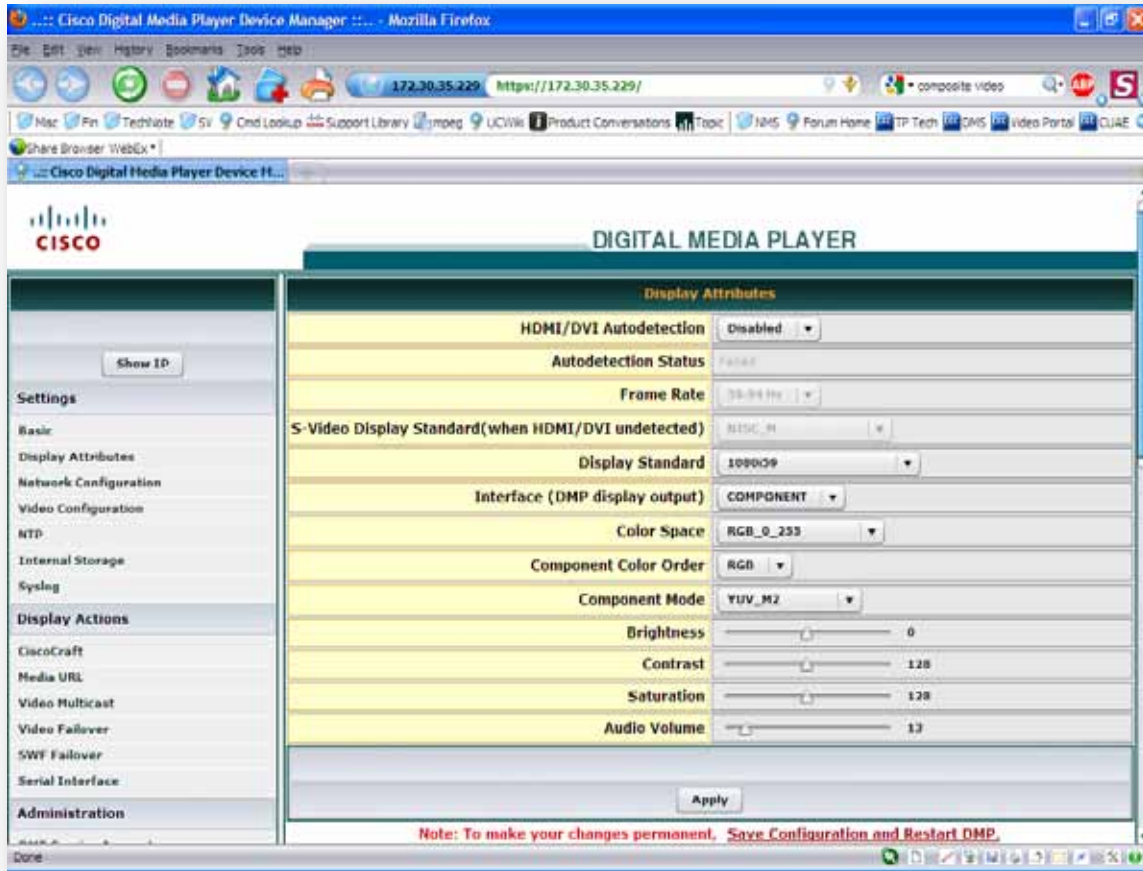 ..:: Cisco Digital Media Player Device Manager ::... - Mozilla Firefox
File Edit View History Bookmarks Tools Help
172.30.35.229 https://172.30.35.229/ composite video ABP S
Misc Fin TechNote SV Cmd Lookup Support Library mpeg UCWiki Product Conversations Topic NMS Forum Home TP Tech DMS Video Portal CUAE
Share Browser WebEx
..:: Cisco Digital Media Player Device M...
CISCO
DIGITAL MEDIA PLAYER
Show IP
Settings
Basic
Display Attributes
Network Configuration
Video Configuration
NTP
Internal Storage
Syslog
Display Actions
CiscoCraft
Media URL
Video Multicast
Video Failover
SWF Failover
Serial Interface
Administration
Display Attributes
HDMI/DVI Autodetection Disabled
Autodetection Status Failed
Frame Rate 59.94 Hz
S-Video Display Standard(when HDMI/DVI undetected) NTSC_M
Display Standard 1080i59
Interface (DMP display output) COMPONENT
Color Space RGB_0_255
Component Color Order RGB
Component Mode YUV_M2
Brightness 0
Contrast 128
Saturation 128
Audio Volume 13
Apply
Note: To make your changes permanent, Save Configuration and Restart DMP.
Done